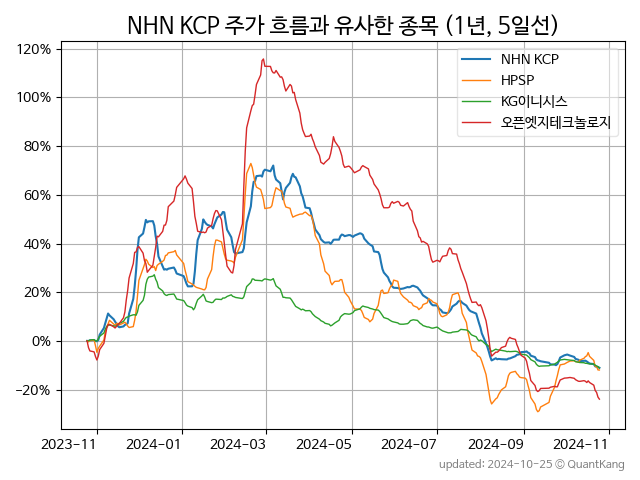 NHN KCP 주가 흐름과 유사한 종목 (1년, 5일선)
NHN KCP
HPSP
KG이니시스
오픈엣지테크놀로지
120%
100%
80%
60%
40%
20%
0%
−20%
2023-11
2024-01
2024-03
2024-05
2024-07
2024-09
2024-11
updated: 2024-10-25 © QuantKang